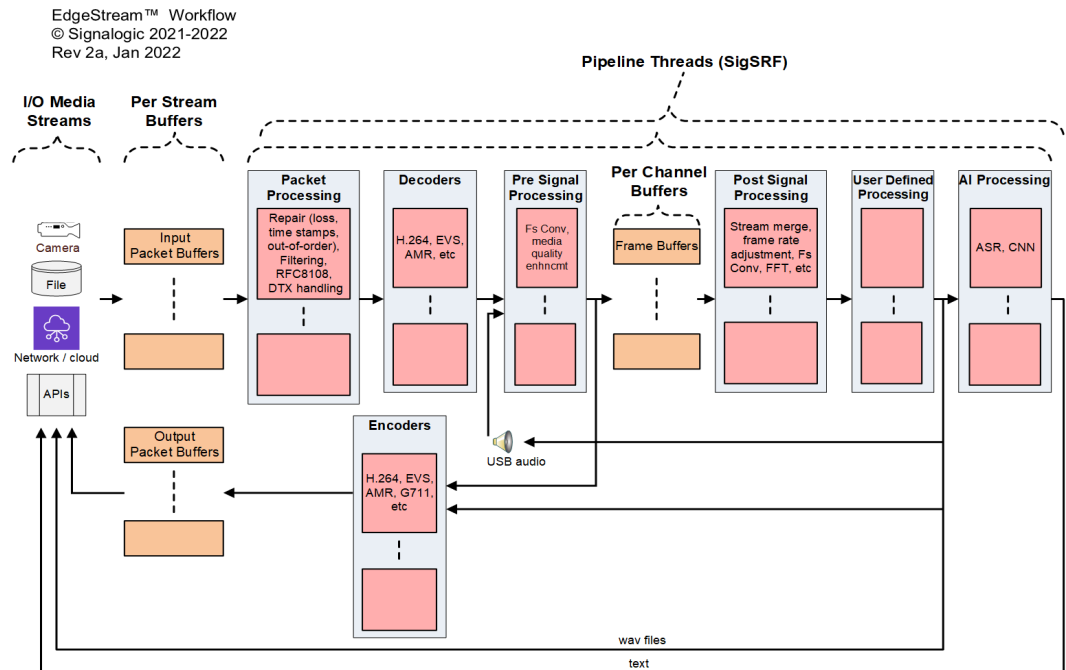 EdgeStream™ Workflow
© Signalogic 2021-2022
Rev 2a, Jan 2022
Pipeline Threads (SigSRF)
I/O Media
Streams
Per Stream
Buffers
Packet
Processing
Decoders
Pre Signal
Processing
Per Channel
Buffers
Post Signal
Processing
User Defined
Processing
AI Processing
Camera
File
Network / cloud
APIs
Input
Packet Buffers
Repair (loss,
time stamps,
out-of-order),
Filtering,
RFC8108,
DTX handling
H.264, EVS,
AMR, etc
Fs Conv,
media
quality
enhncmt
Frame Buffers
Stream merge,
frame rate
adjustment, Fs
Conv, FFT, etc
ASR, CNN
Output
Packet Buffers
Encoders
H.264, EVS,
AMR, G711,
etc
USB audio
wav files
text